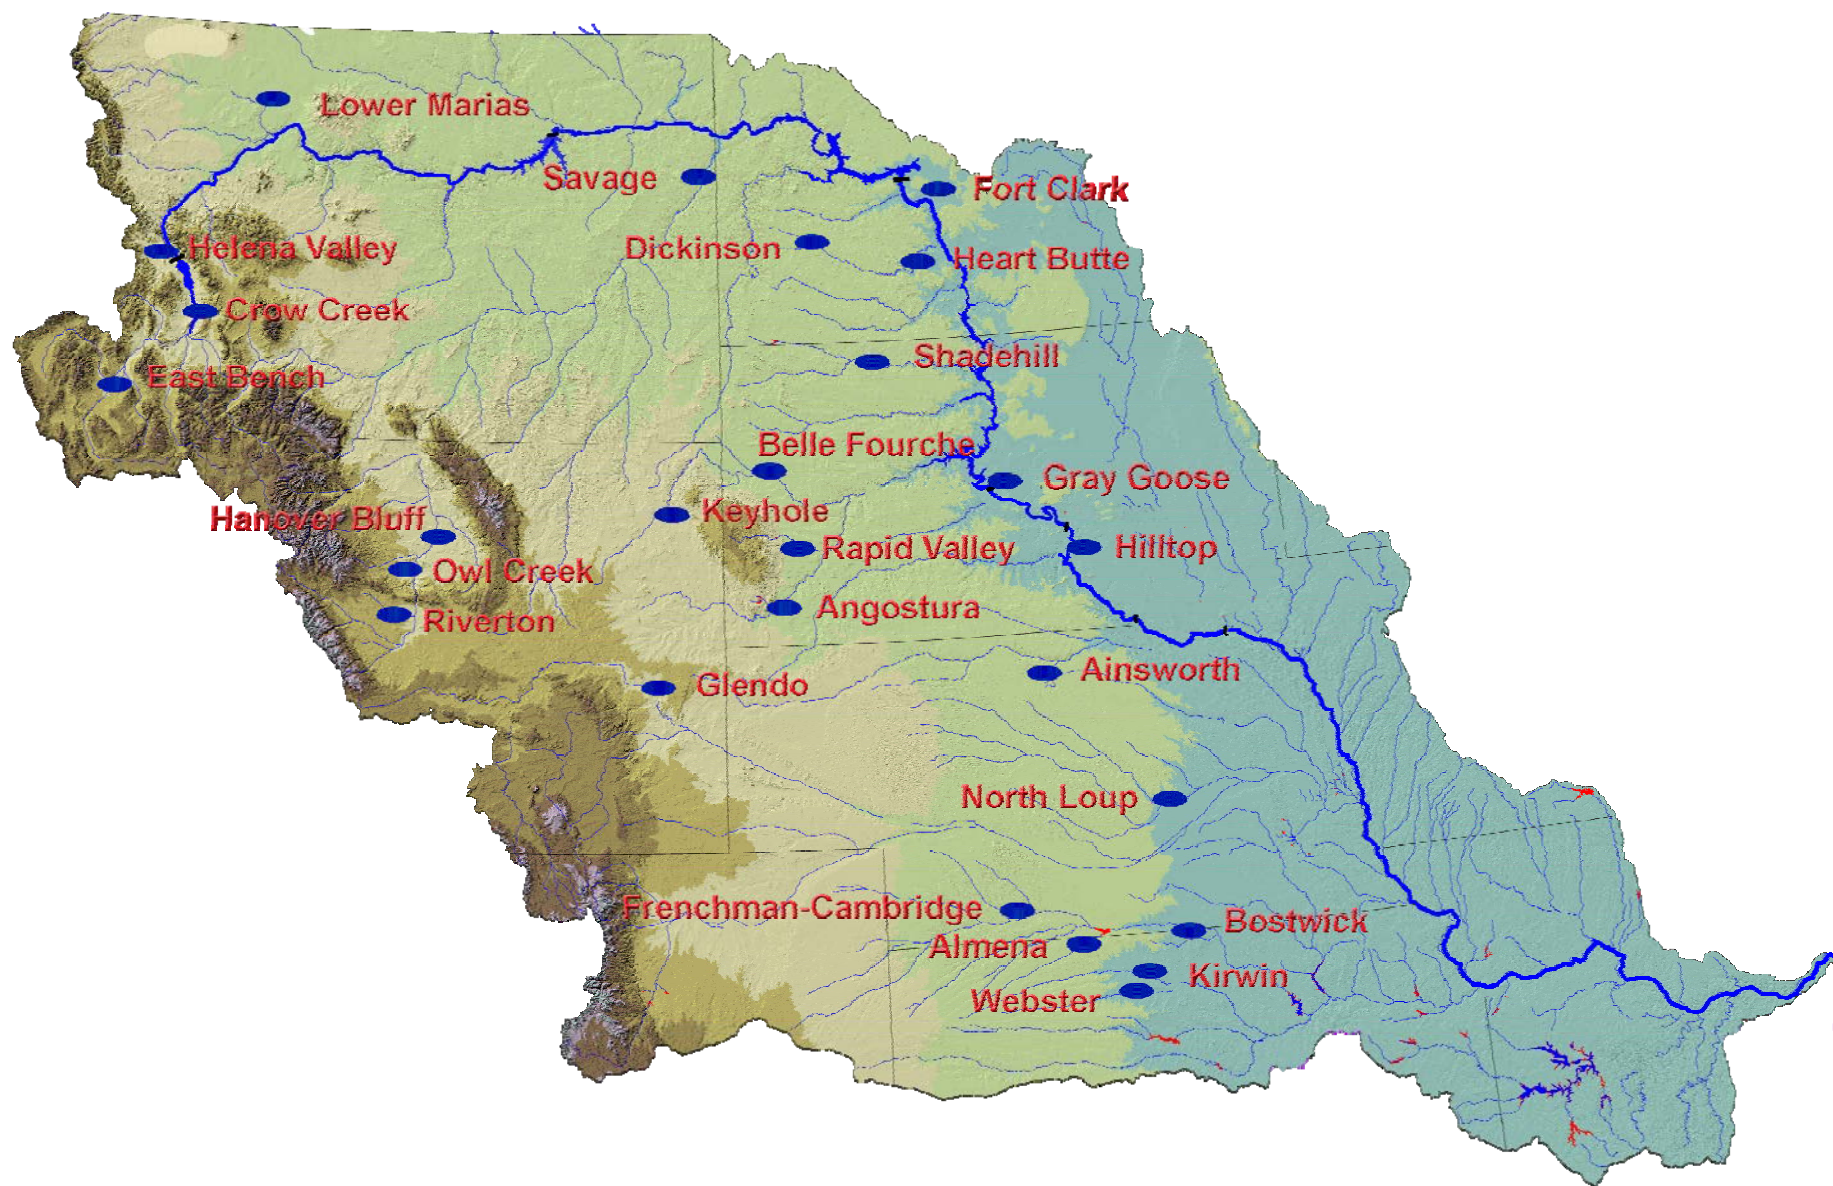 Lower Marias
Savage
Fort Clark
Helena Valley
Dickinson
Heart Butte
Crow Creek
Shadehill
East Bench
Belle Fourche
Gray Goose
Keyhole
Hanover Bluff
Rapid Valley
Hilltop
Owl Creek
Angostura
Riverton
Ainsworth
Glendo
North Loup
Frenchman-Cambridge
Bostwick
Almena
Kirwin
Webster